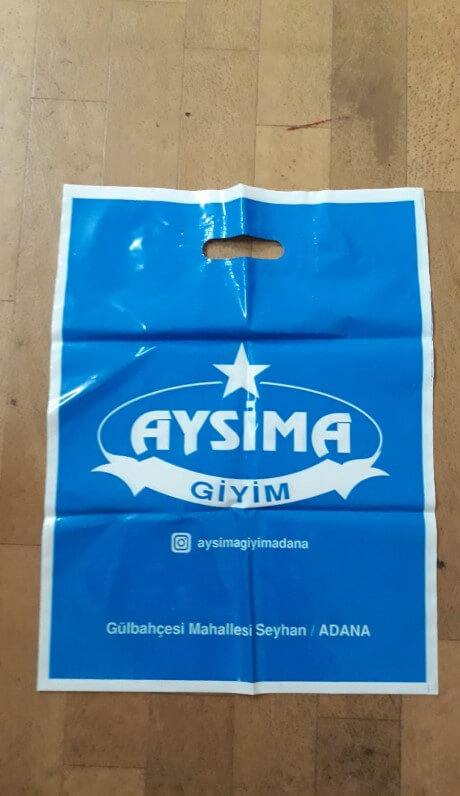 AYSİMA
GİYİM
aysimagiyimadana
Gülbahçesi Mahallesi Seyhan / ADANA